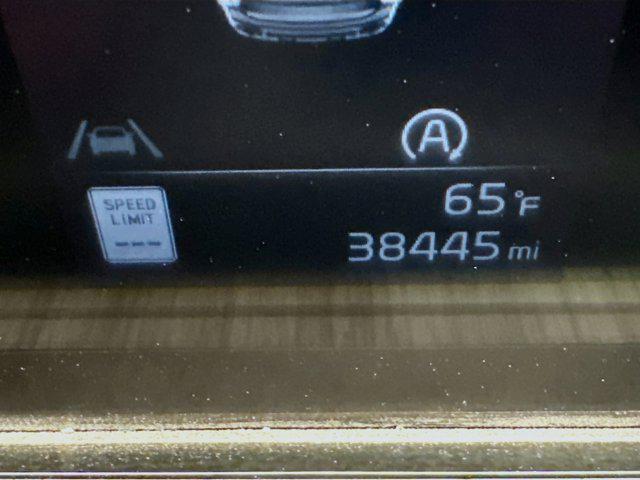 A
SPEED
LIMIT
---
65°F
38445 mi